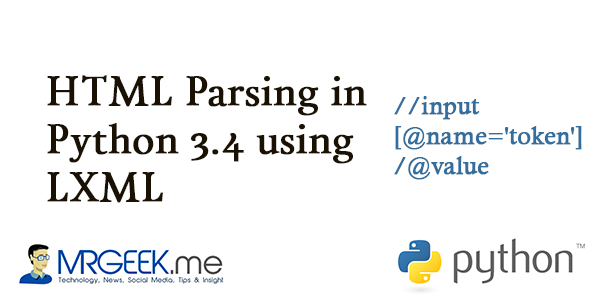 HTML Parsing in
Python 3.4 using
LXML
//input
[@name='token']
/@value
MRGEEK.me
Technology, News, Social Media, Tips & Insight
python™